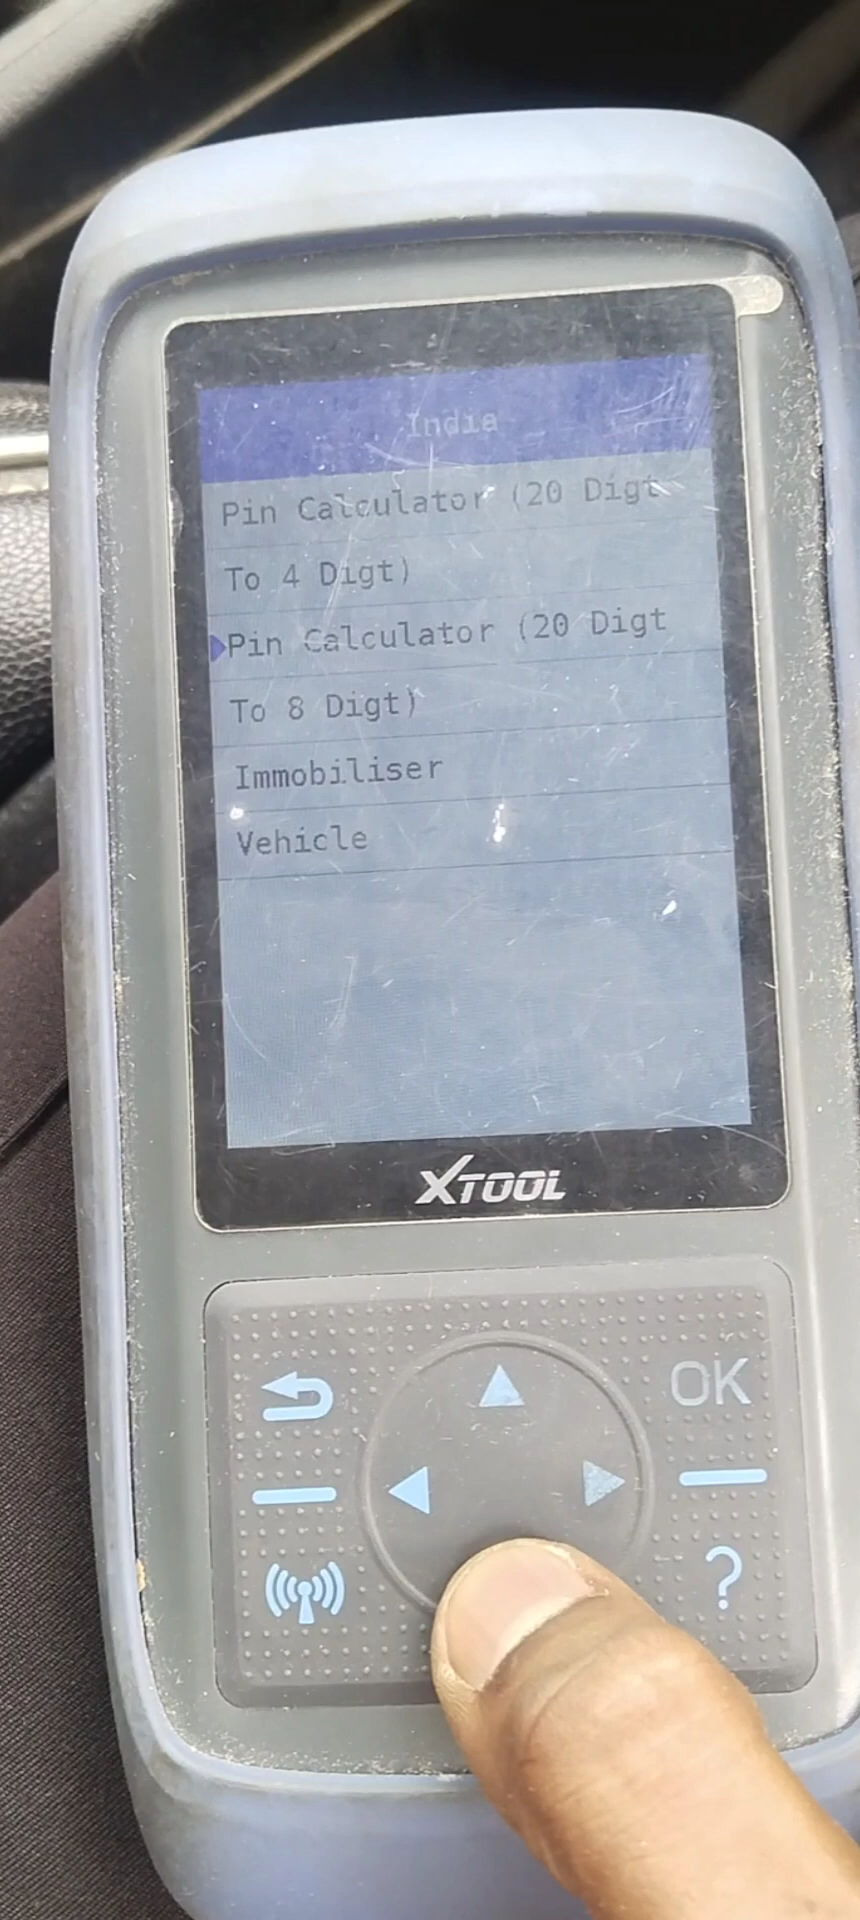 India
Pin Calculator (20 Digt
To 4 Digt)
Pin Calculator (20 Digt
To 8 Digt)
Immobiliser
Vehicle
XTOOL
OK
?